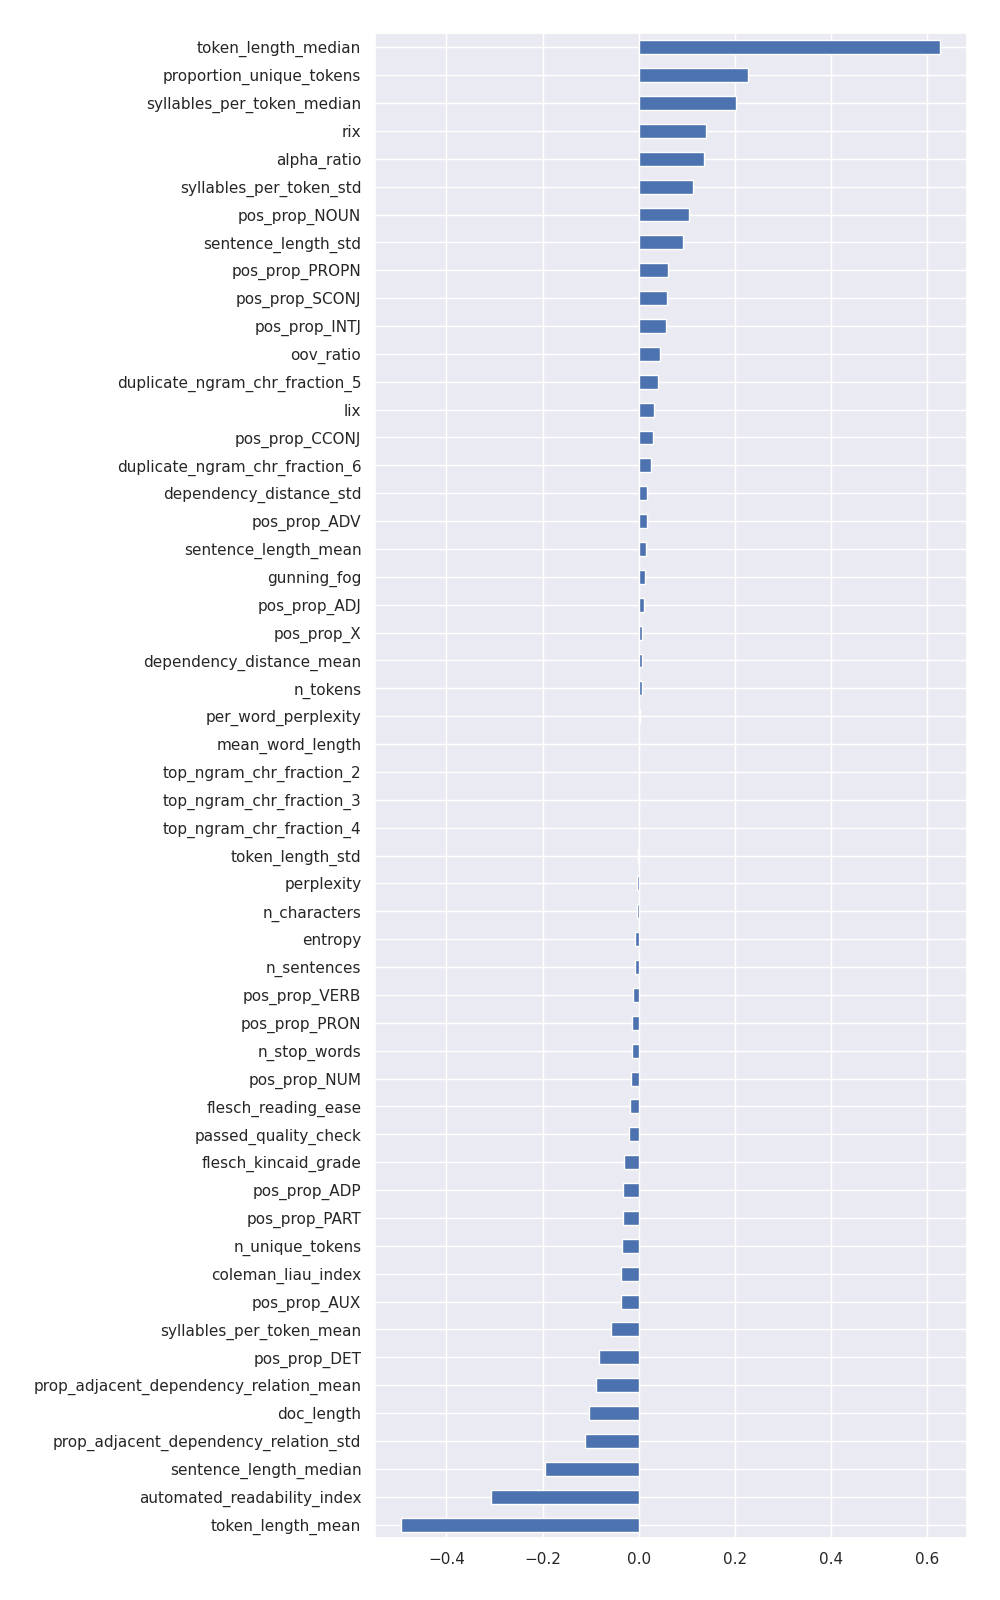 token_length_median
proportion_unique_tokens
syllables_per_token_median
rix
alpha_ratio
syllables_per_token_std
pos_prop_NOUN
sentence_length_std
pos_prop_PROPN
pos_prop_SCONJ
pos_prop_INTJ
oov_ratio
duplicate_ngram_chr_fraction_5
lix
pos_prop_CCONJ
duplicate_ngram_chr_fraction_6
dependency_distance_std
pos_prop_ADV
sentence_length_mean
gunning_fog
pos_prop_ADJ
pos_prop_X
dependency_distance_mean
n_tokens
per_word_perplexity
mean_word_length
top_ngram_chr_fraction_2
top_ngram_chr_fraction_3
top_ngram_chr_fraction_4
token_length_std
perplexity
n_characters
entropy
n_sentences
pos_prop_VERB
pos_prop_PRON
n_stop_words
pos_prop_NUM
flesch_reading_ease
passed_quality_check
flesch_kincaid_grade
pos_prop_ADP
pos_prop_PART
n_unique_tokens
coleman_liau_index
pos_prop_AUX
syllables_per_token_mean
pos_prop_DET
prop_adjacent_dependency_relation_mean
doc_length
prop_adjacent_dependency_relation_std
sentence_length_median
automated_readability_index
token_length_mean
−0.4 −0.2 0.0 0.2 0.4 0.6